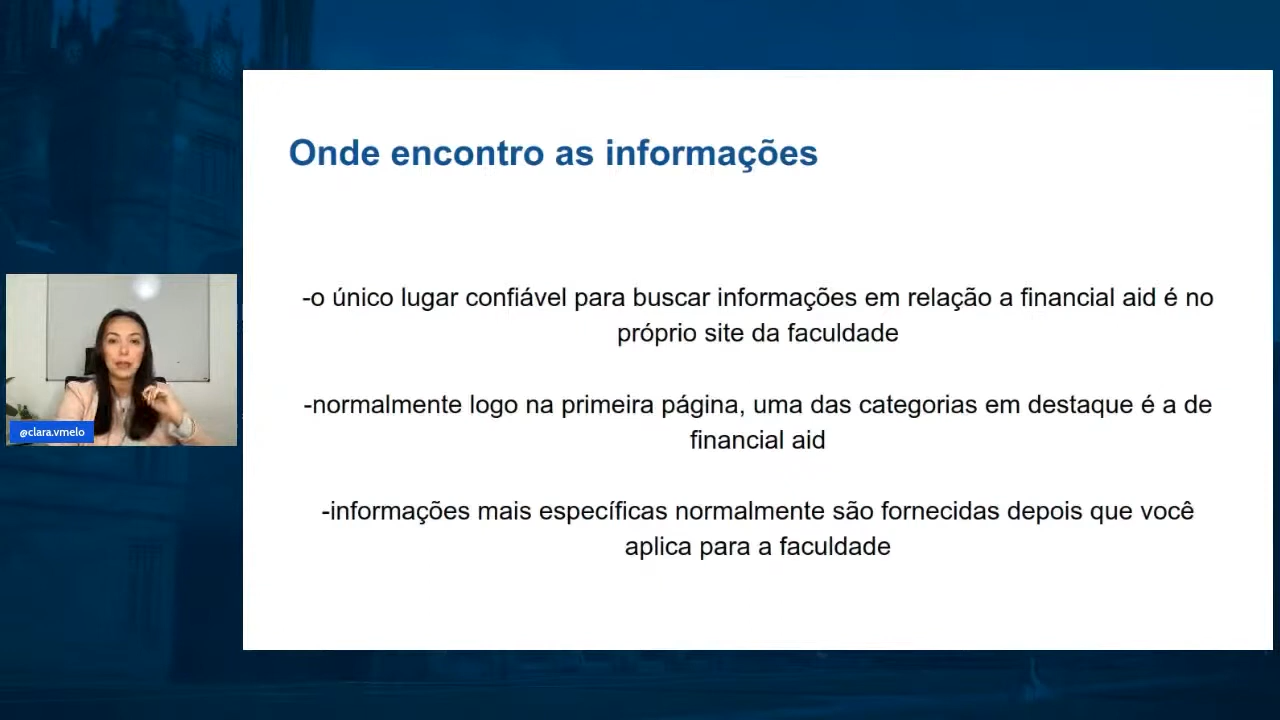 Onde encontro as informações
-o único lugar confiável para buscar informações em relação a financial aid é no
próprio site da faculdade
-normalmente logo na primeira página, uma das categorias em destaque é a de
financial aid
-informações mais específicas normalmente são fornecidas depois que você
aplica para a faculdade
@clara.vmelo